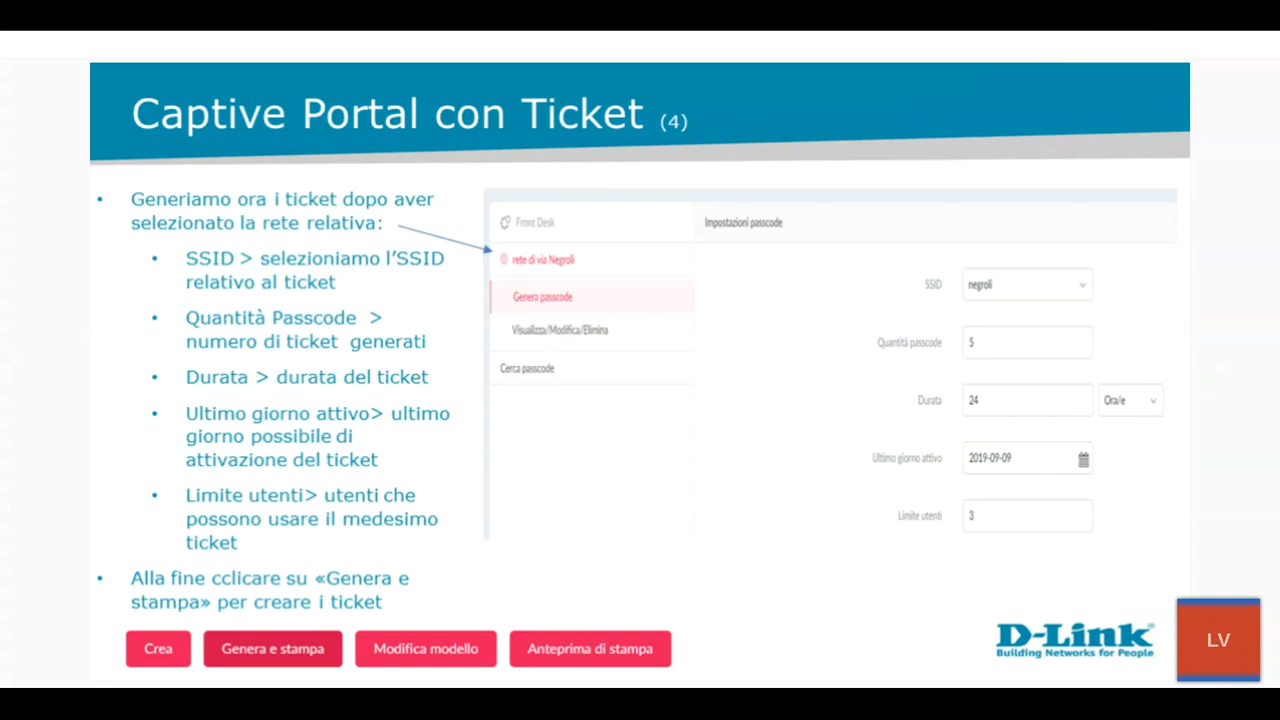 Captive Portal con Ticket (4)
• Generiamo ora i ticket dopo aver
selezionato la rete relativa:
• SSID > selezioniamo l'SSID
relativo al ticket
• Quantità Passcode >
numero di ticket generati
• Durata > durata del ticket
• Ultimo giorno attivo> ultimo
giorno possibile di
attivazione del ticket
• Limite utenti> utenti che
possono usare il medesimo
ticket
• Alla fine cclicare su «Genera e
stampa» per creare i ticket
Front Desk
rete di via Negroli
Genera passcode
Visualizza/Modifica/Elimina
Cerca passcode
Impostazioni passcode
SSID negroli
Quantità passcode 5
Durata 24 Ora/e
Ultimo giorno attivo 2019-09-09
Limite utenti 3
Crea Genera e stampa Modifica modello Anteprima di stampa
D-Link
Building Networks for People
LV